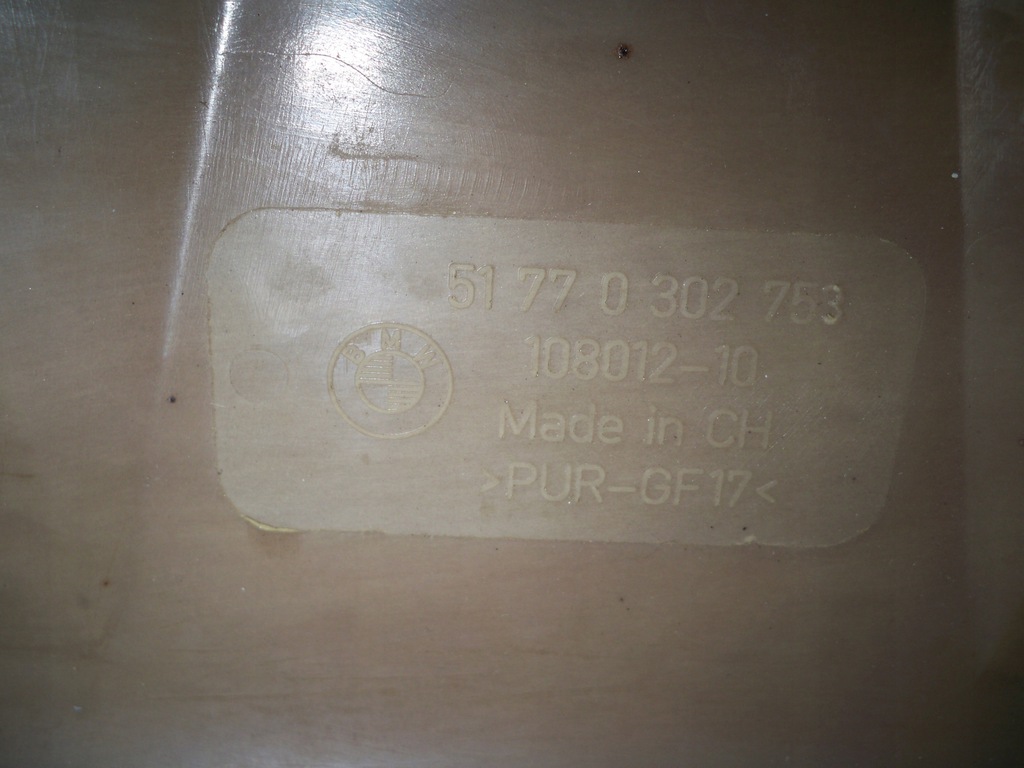 51 77 0 302 753
BMW
108012-10
Made in CH
>PUR-GF17<